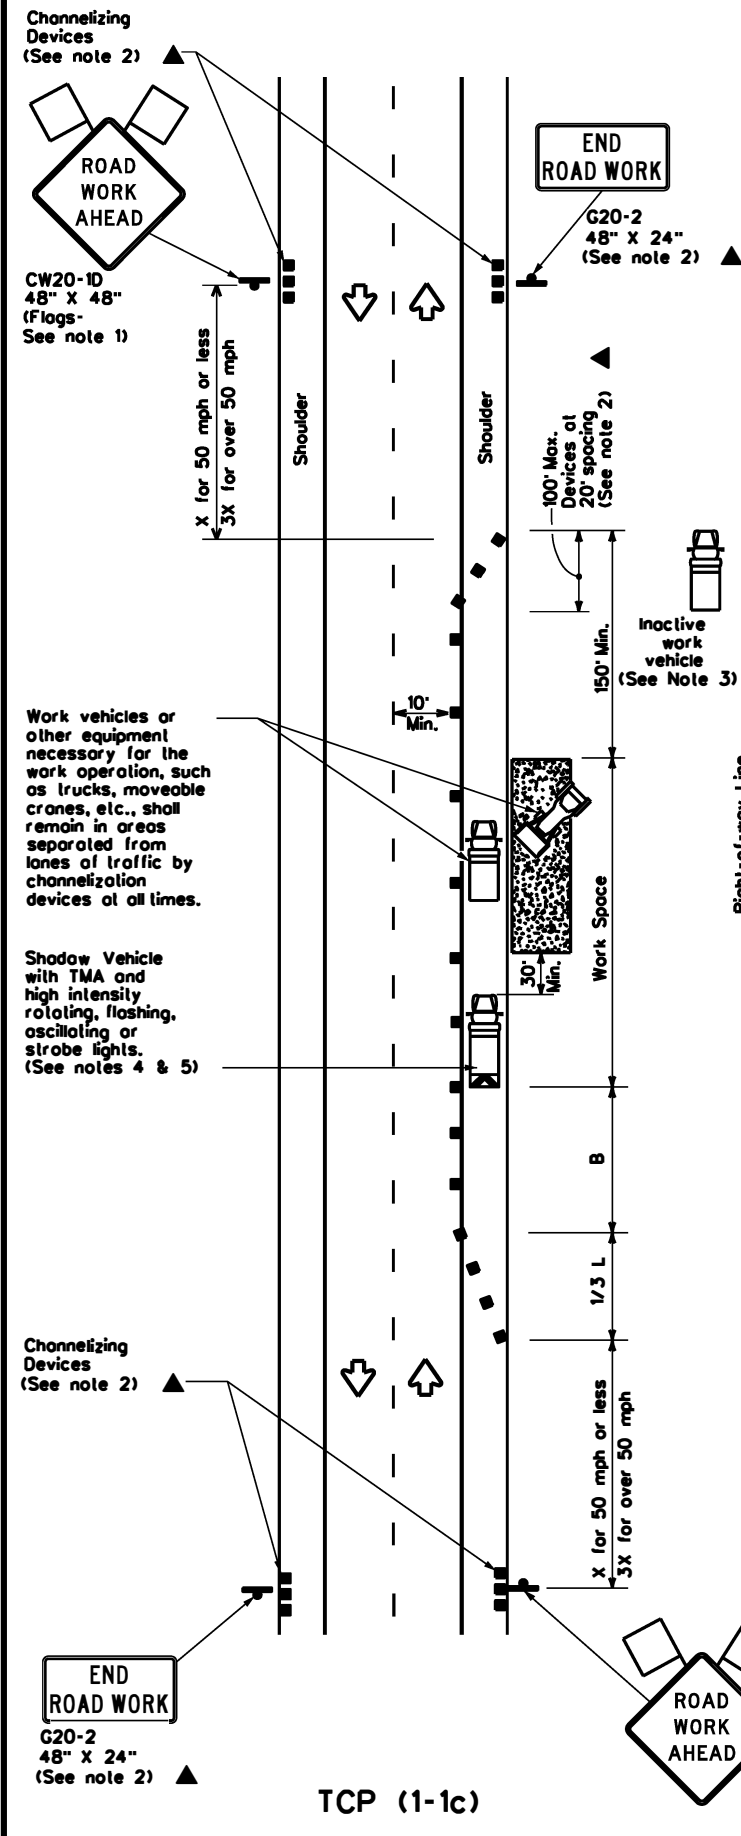 Channelizing
Devices
(See note 2)
ROAD
WORK
AHEAD
CW20-1D
48" X 48"
(Flags-
See note 1)
END
ROAD WORK
G20-2
48" X 24"
(See note 2)
X for 50 mph or less
3X for over 50 mph
Shoulder
Shoulder
100' Max.
Devices at
20' spacing
(See note 2)
150' Min.
Inactive
work
vehicle
(See Note 3)
10'
Min.
Work vehicles or
other equipment
necessary for the
work operation, such
as trucks, moveable
cranes, etc., shall
remain in areas
separated from
lanes of traffic by
channelization
devices at all times.
Right-of-way Line
Work Space
30'
Min.
Shadow Vehicle
with TMA and
high intensity
rotating, flashing,
oscillating or
strobe lights.
(See notes 4 & 5)
B
1/3 L
Channelizing
Devices
(See note 2)
X for 50 mph or less
3X for over 50 mph
END
ROAD WORK
G20-2
48" X 24"
(See note 2)
ROAD
WORK
AHEAD
TCP (1-1c)